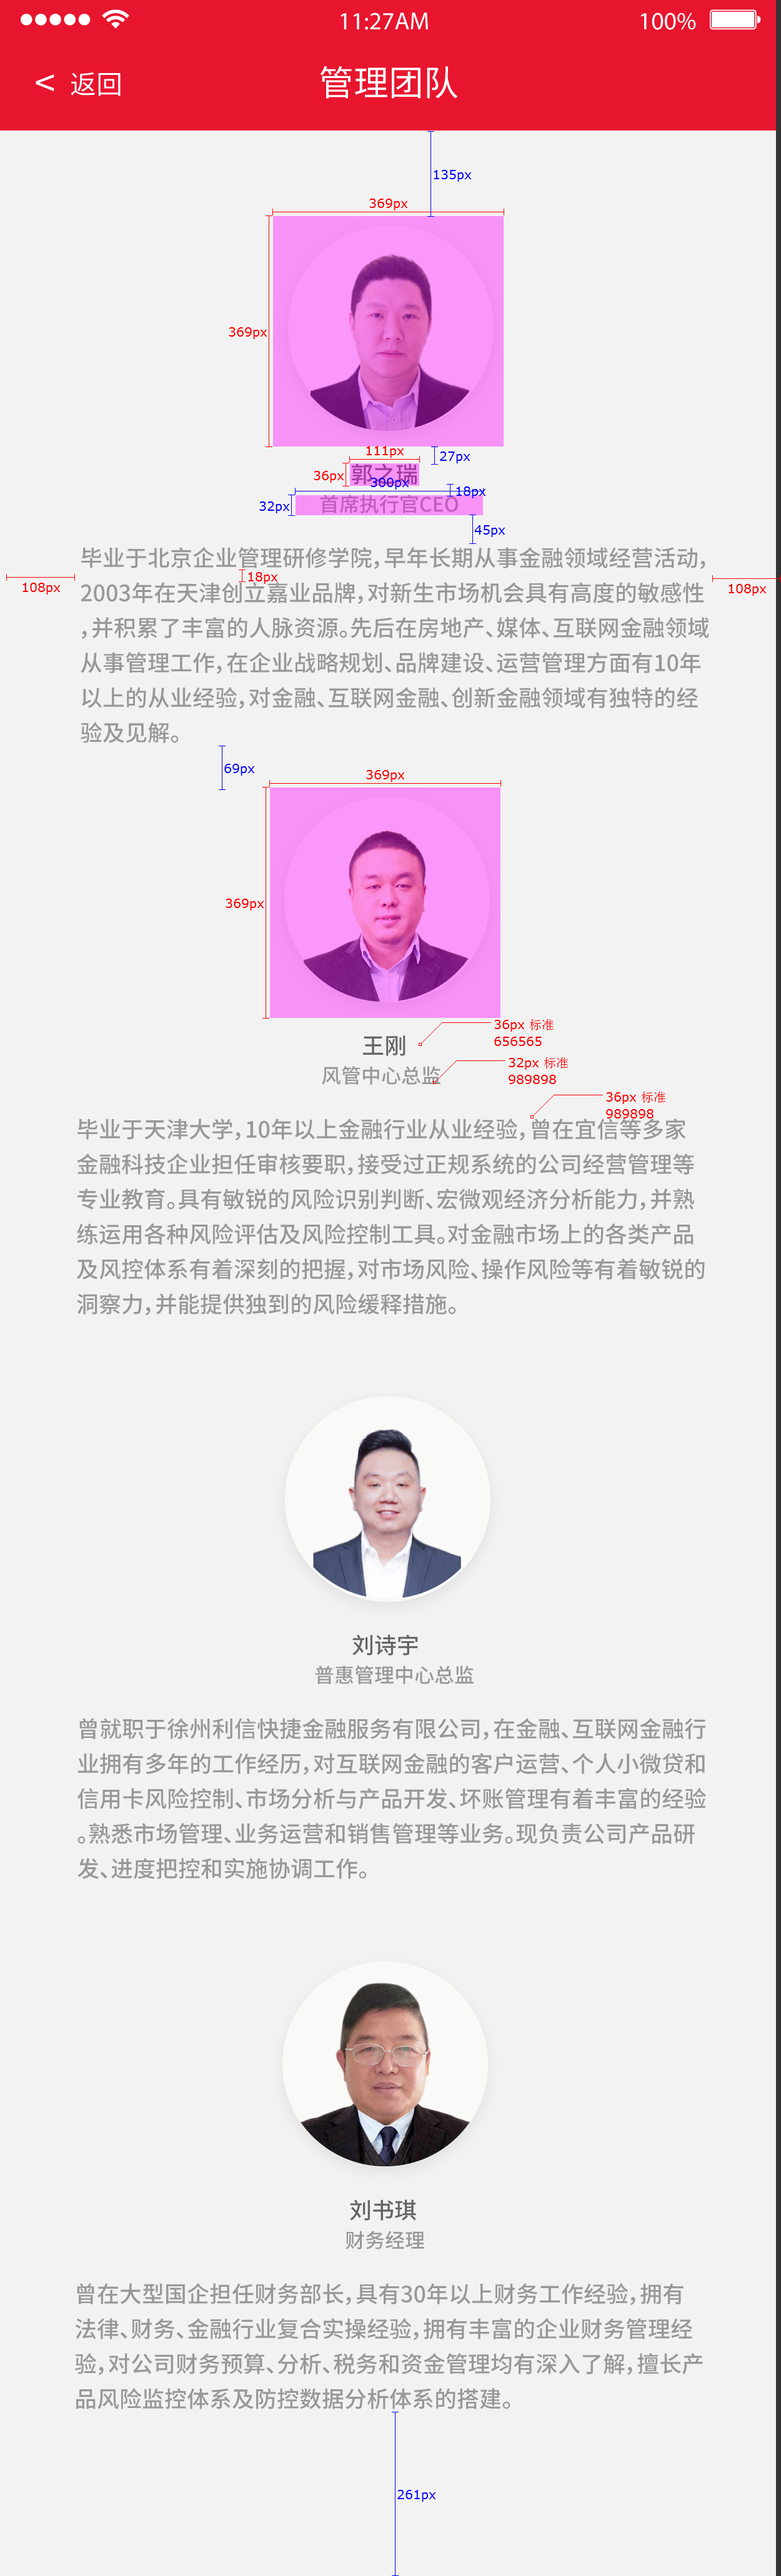 11:27AM 100%
< 返回 管理团队
135px
369px
369px
111px
27px
36px 郭之瑞
300px
18px
32px 首席执行官CEO
45px
毕业于北京企业管理研修学院,早年长期从事金融领域经营活动,
108px 18px 108px
2003年在天津创立嘉业品牌,对新生市场机会具有高度的敏感性
,并积累了丰富的人脉资源。先后在房地产、媒体、互联网金融领域
从事管理工作,在企业战略规划、品牌建设、运营管理方面有10年
以上的从业经验,对金融、互联网金融、创新金融领域有独特的经
验及见解。
69px
369px
369px
36px 标准
656565
王刚
32px 标准
989898
风管中心总监
36px 标准
989898
毕业于天津大学,10年以上金融行业从业经验,曾在宜信等多家
金融科技企业担任审核要职,接受过正规系统的公司经营管理等
专业教育。具有敏锐的风险识别判断、宏微观经济分析能力,并熟
练运用各种风险评估及风险控制工具。对金融市场上的各类产品
及风控体系有着深刻的把握,对市场风险、操作风险等有着敏锐的
洞察力,并能提供独到的风险缓释措施。
刘诗宇
普惠管理中心总监
曾就职于徐州利信快捷金融服务有限公司,在金融、互联网金融行
业拥有多年的工作经历,对互联网金融的客户运营、个人小微贷和
信用卡风险控制、市场分析与产品开发、坏账管理有着丰富的经验
。熟悉市场管理、业务运营和销售管理等业务。现负责公司产品研
发、进度把控和实施协调工作。
刘书琪
财务经理
曾在大型国企担任财务部长,具有30年以上财务工作经验,拥有
法律、财务、金融行业复合实操经验,拥有丰富的企业财务管理经
验,对公司财务预算、分析、税务和资金管理均有深入了解,擅长产
品风险监控体系及防控数据分析体系的搭建。
261px